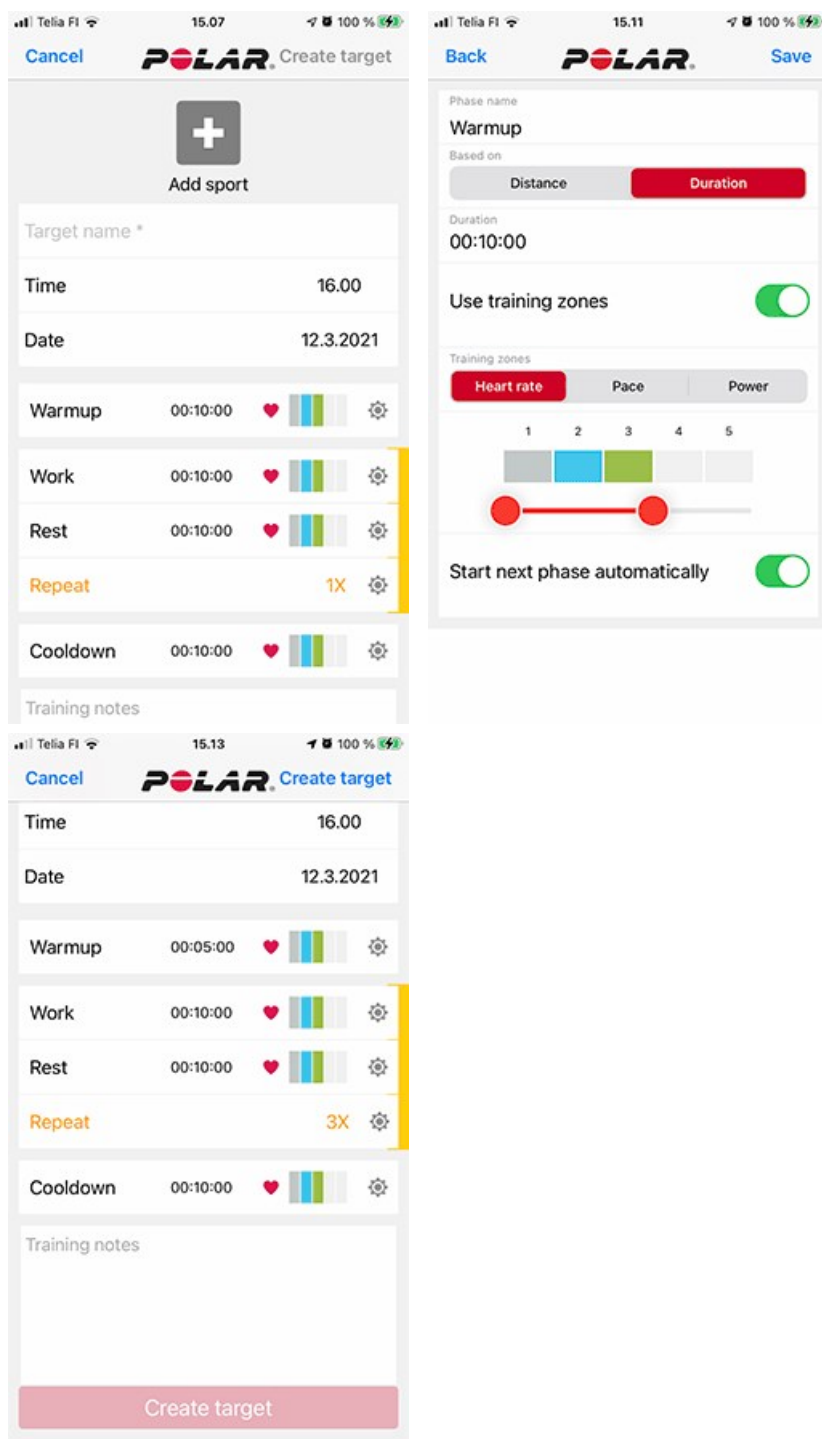 Telia FI 15.07 100 %
Cancel POLAR. Create target
Add sport
Target name *
Time 16.00
Date 12.3.2021
Warmup 00:10:00
Work 00:10:00
Rest 00:10:00
Repeat 1X
Cooldown 00:10:00
Training notes
Telia FI 15.11 100 %
Back POLAR. Save
Phase name
Warmup
Based on
Distance Duration
Duration
00:10:00
Use training zones
Training zones
Heart rate Pace Power
1 2 3 4 5
Start next phase automatically
Telia FI 15.13 100 %
Cancel POLAR. Create target
Time 16.00
Date 12.3.2021
Warmup 00:05:00
Work 00:10:00
Rest 00:10:00
Repeat 3X
Cooldown 00:10:00
Training notes
Create target